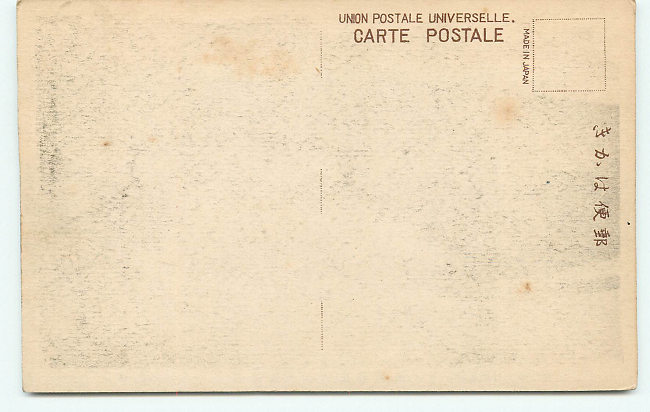 UNION POSTALE UNIVERSELLE.
CARTE POSTALE
MADE IN JAPAN
郵便はかき